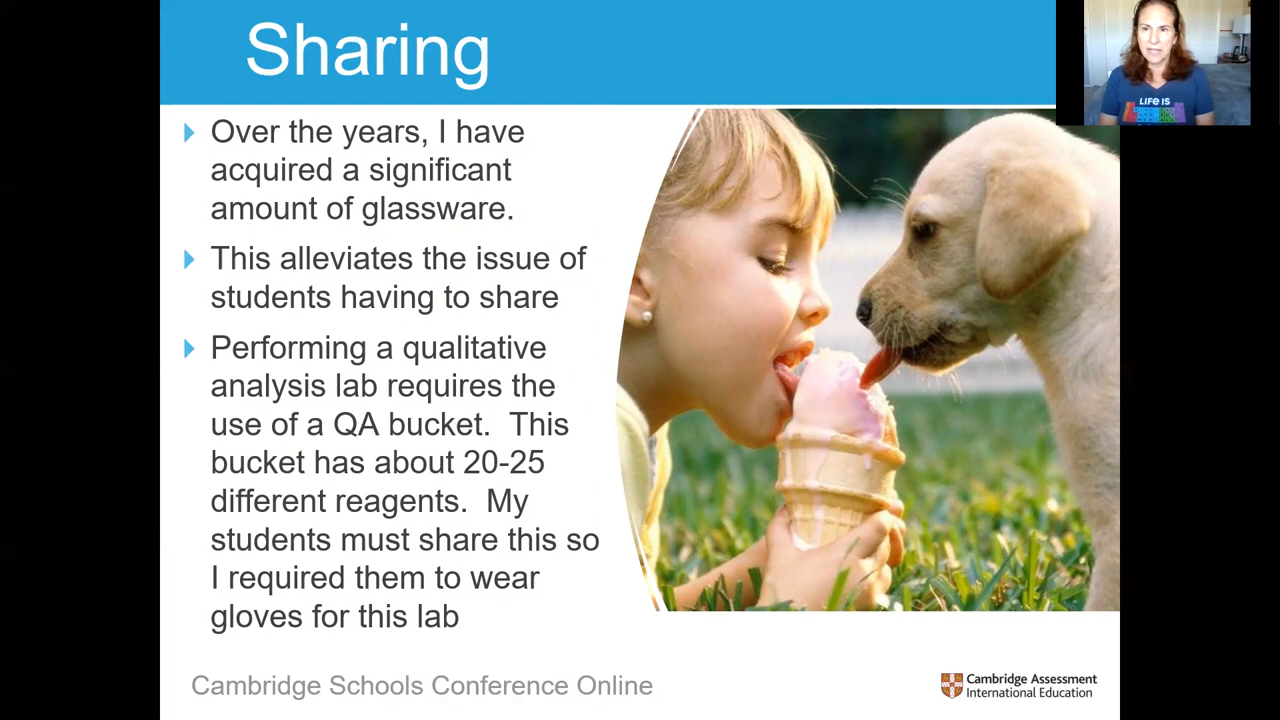 Sharing
Over the years, I have
acquired a significant
amount of glassware.
This alleviates the issue of
students having to share
Performing a qualitative
analysis lab requires the
use of a QA bucket.  This
bucket has about 20-25
different reagents.  My
students must share this so
I required them to wear
gloves for this lab
LIFE IS
Cambridge Schools Conference Online
Cambridge Assessment
International Education